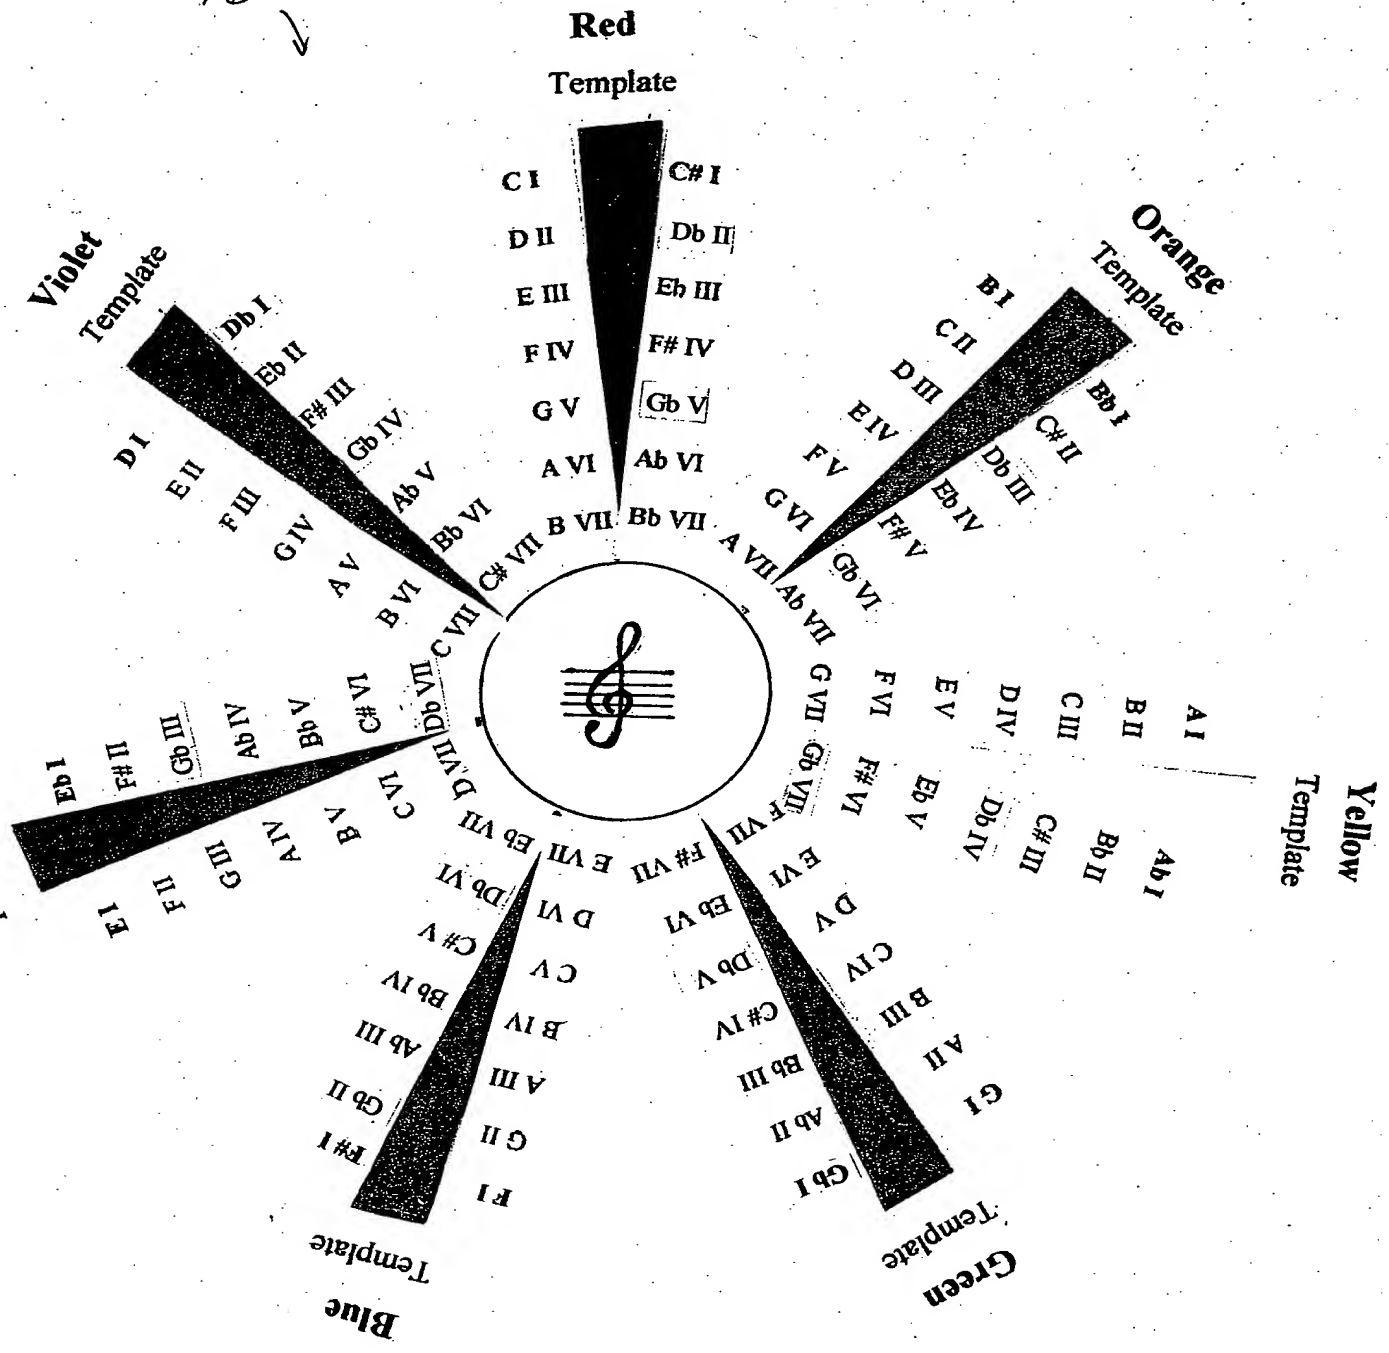 Red
Template
C I
D II
E III
F IV
G V
A VI
B VII
C# I
Db II
Eb III
F# IV
Gb V
Ab VI
Bb VII
Orange
Template
B I
C II
D III
E IV
F V
G VI
A VII
Bb I
C# II
Db III
Eb IV
F# V
Gb VI
Ab VII
Yellow
Template
A I
B II
C III
D IV
E V
F VI
G VII
Ab I
Bb II
C# III
Db IV
Eb V
F# VI
Gb VII
Green
Template
G I
A II
B III
C IV
D V
E VI
F VII
Gb I
Ab II
Bb III
C# IV
Db V
Eb VI
F# VII
Blue
Template
F I
G II
A III
B IV
C V
D VI
E VII
F# I
Gb II
Ab III
Bb IV
C# V
Db VI
Eb VII
E I
F II
G III
A IV
B V
C VI
D VII
Eb I
F# II
Gb III
Ab IV
Bb V
C# VI
Db VII
Violet
Template
D I
E II
F III
G IV
A V
B VI
C VII
Db I
Eb II
F# III
Gb IV
Ab V
Bb VI
C# VII